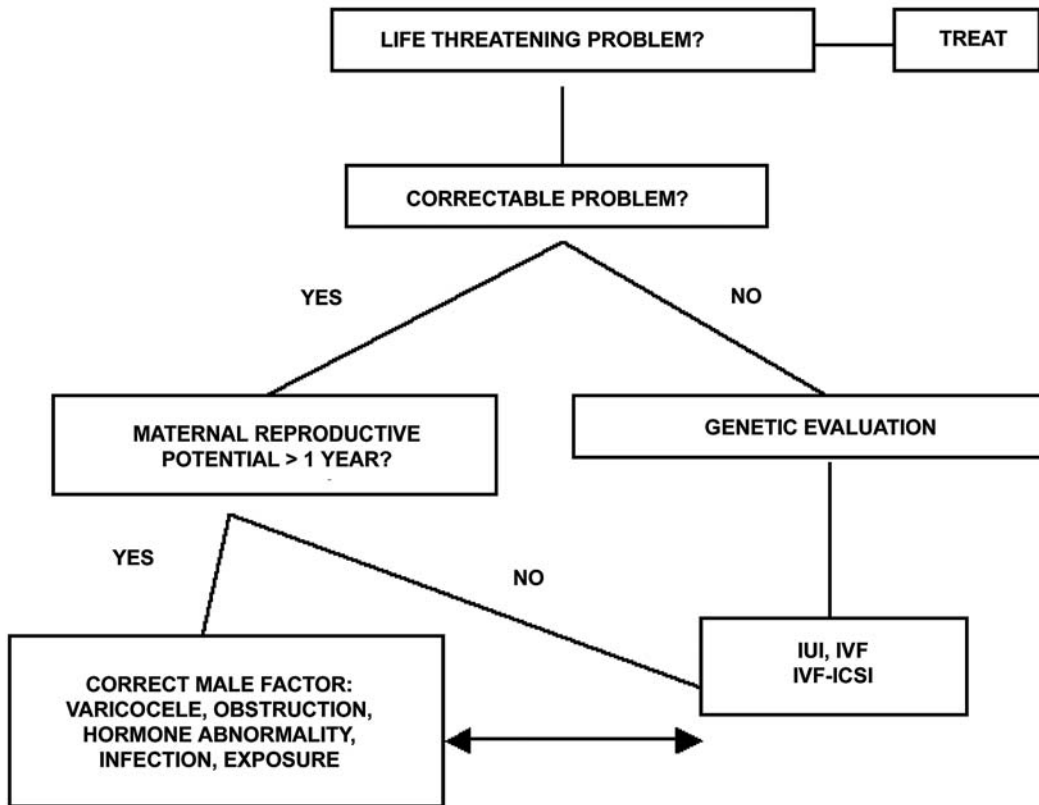 LIFE THREATENING PROBLEM?
TREAT
CORRECTABLE PROBLEM?
YES
NO
MATERNAL REPRODUCTIVE
POTENTIAL > 1 YEAR?
GENETIC EVALUATION
YES
NO
CORRECT MALE FACTOR:
VARICOCELE, OBSTRUCTION,
HORMONE ABNORMALITY,
INFECTION, EXPOSURE
IUI, IVF
IVF-ICSI